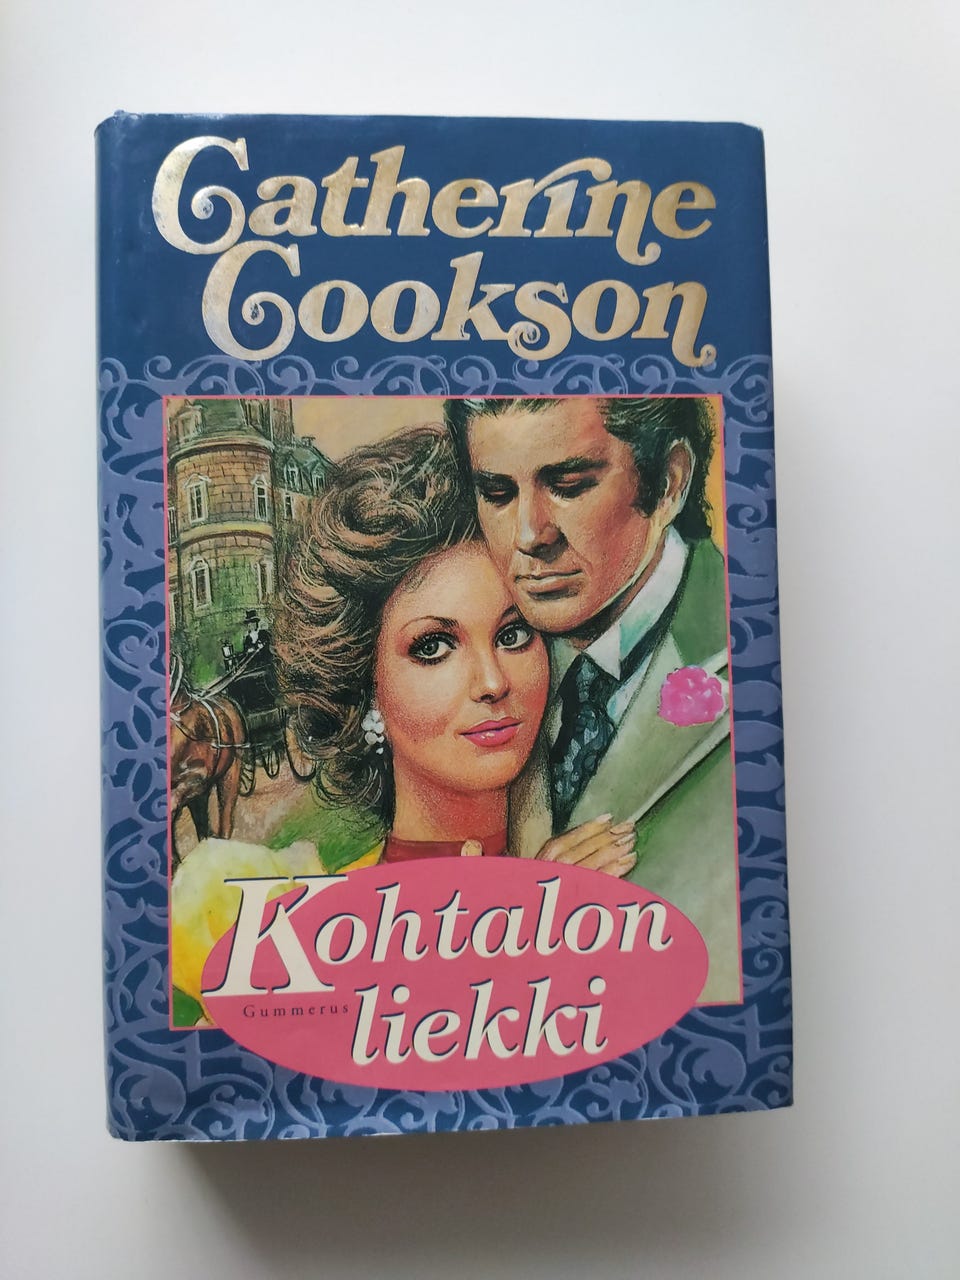 Catherine
Cookson
Kohtalon
Gummerus
liekki